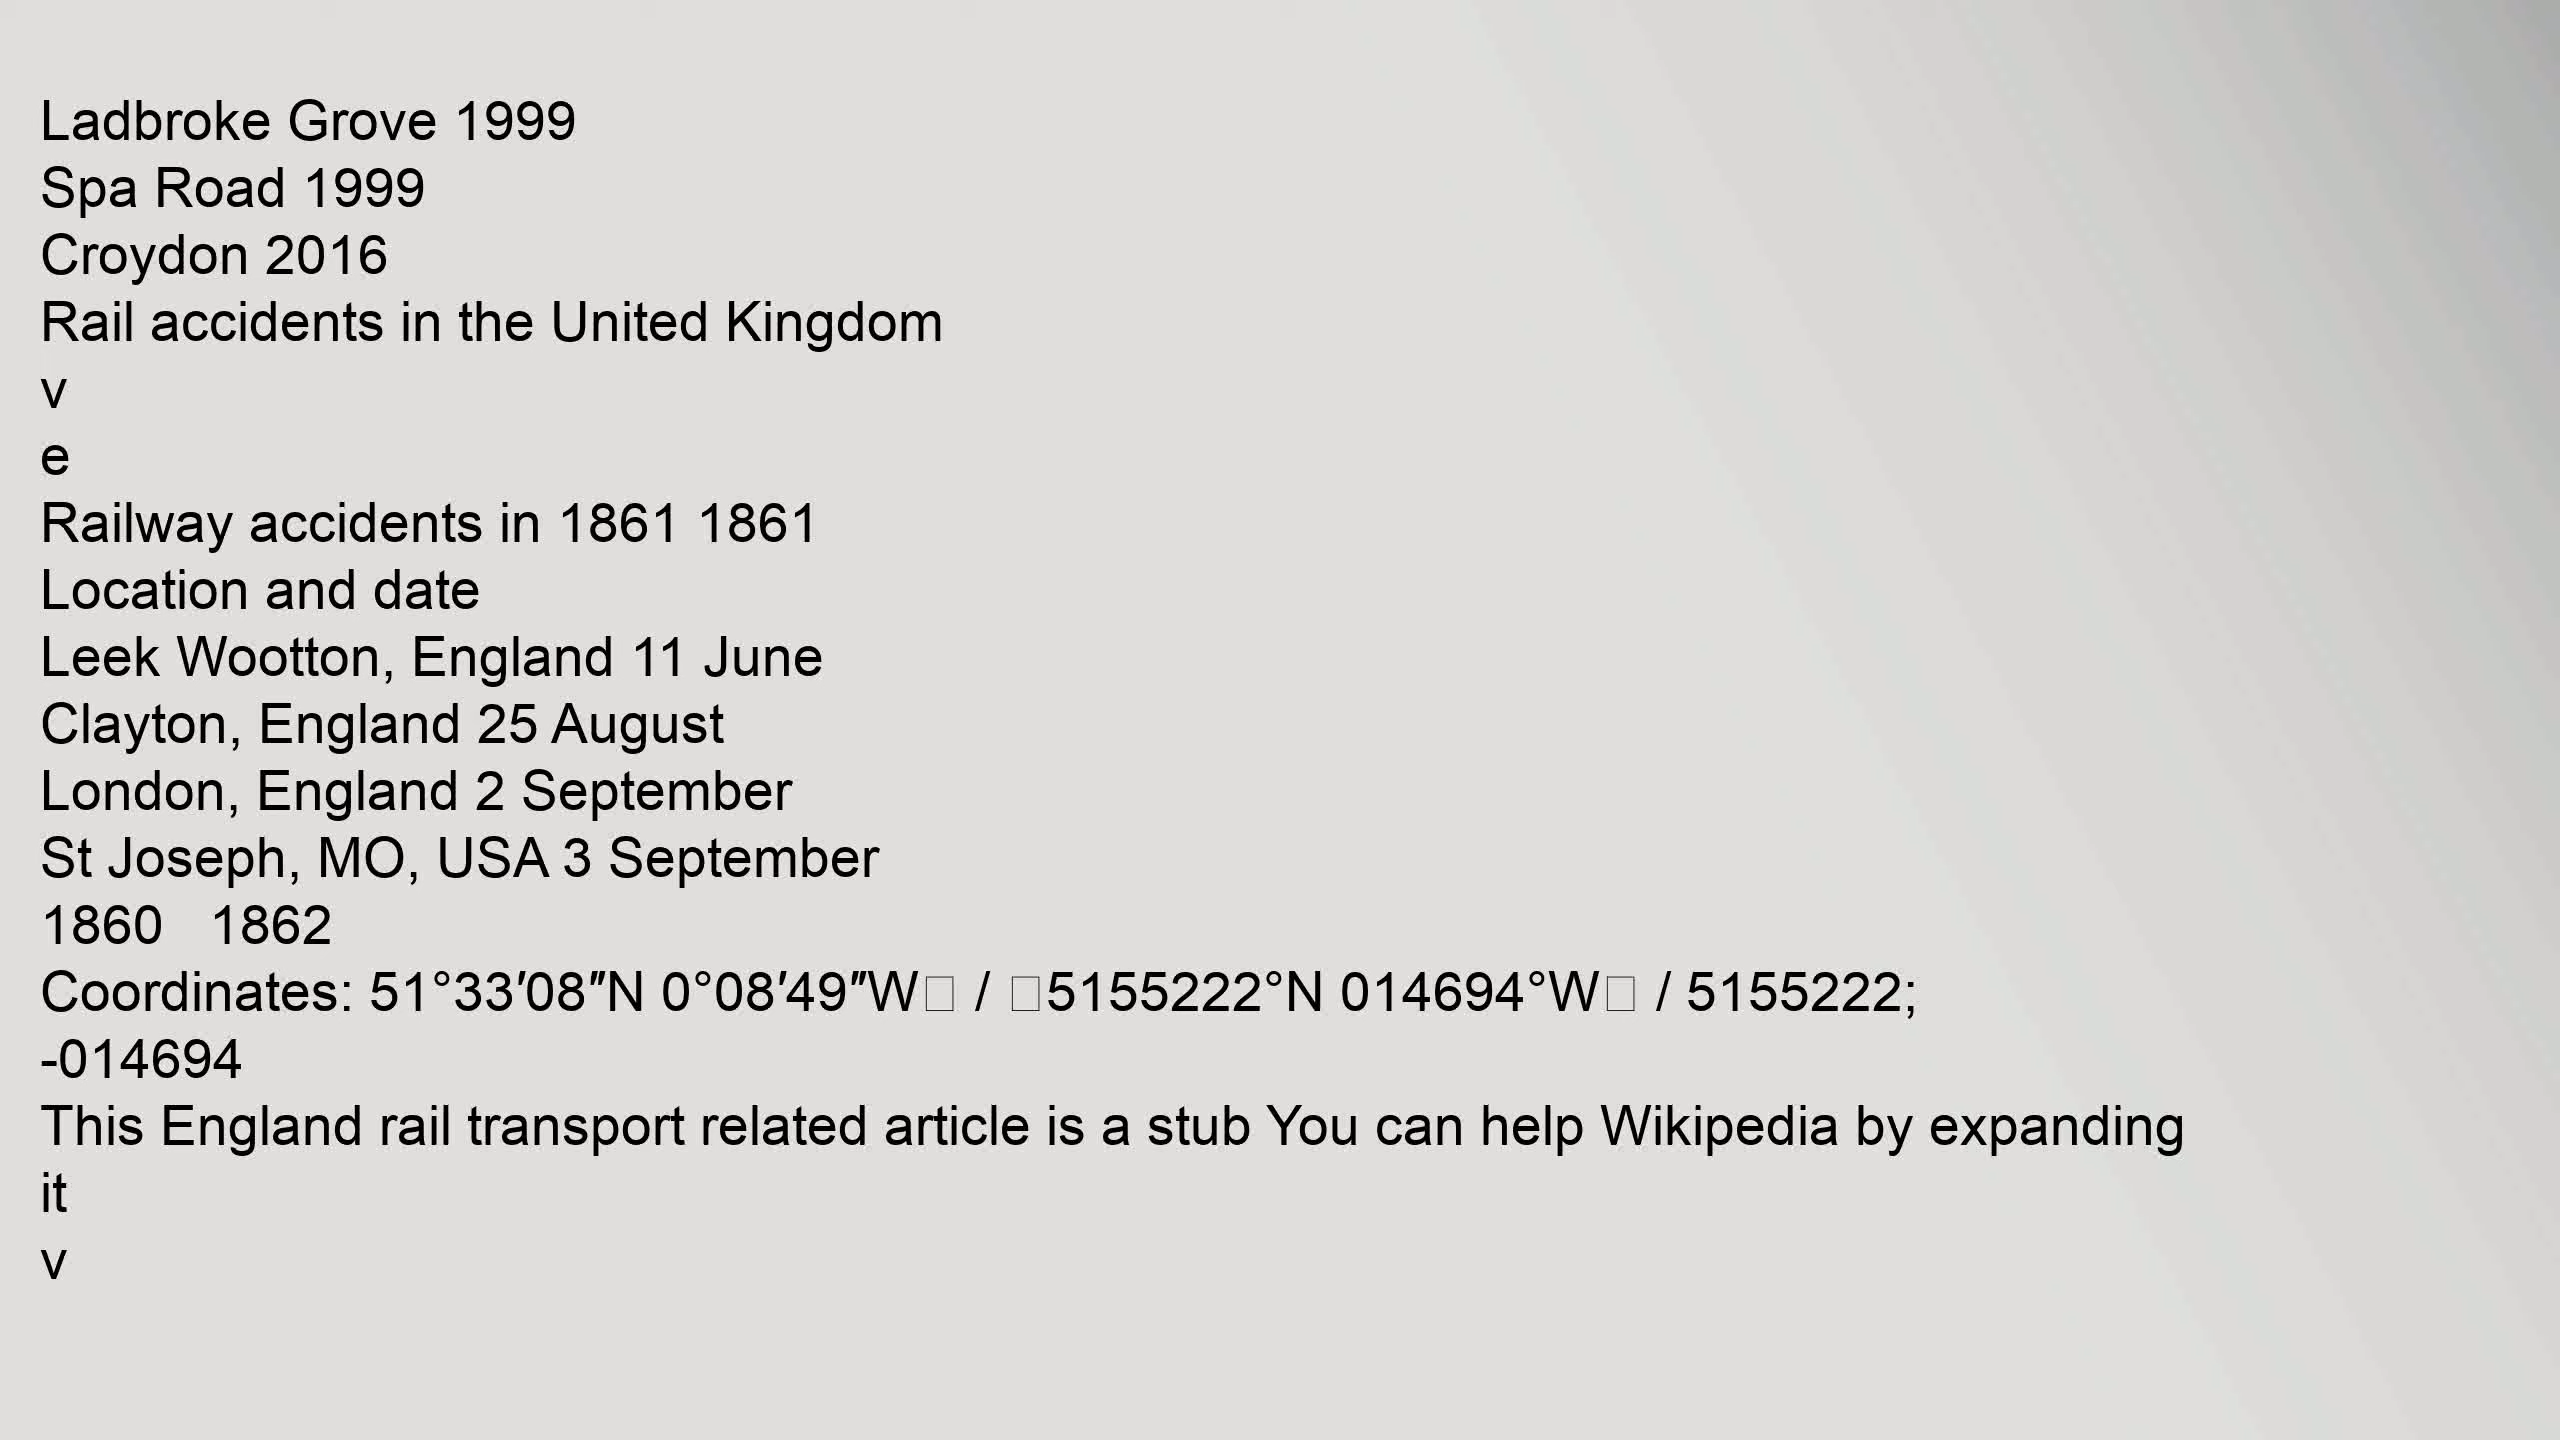 Ladbroke Grove 1999
Spa Road 1999
Croydon 2016
Rail accidents in the United Kingdom
v
e
Railway accidents in 1861 1861
Location and date
Leek Wootton, England 11 June
Clayton, England 25 August
London, England 2 September
St Joseph, MO, USA 3 September
1860   1862
Coordinates: 51°33′08″N 0°08′49″W□ / □5155222°N 014694°W□ / 5155222;
-014694
This England rail transport related article is a stub You can help Wikipedia by expanding
it
v